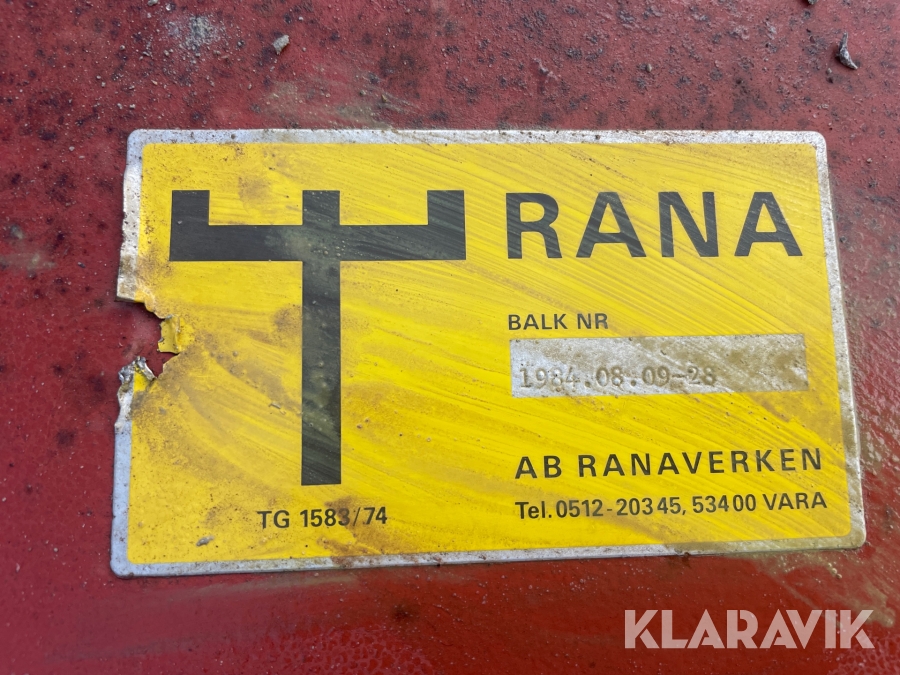 RANA
BALK NR
1984.08.09-28
AB RANAVERKEN
Tel. 0512-203 45, 534 00 VARA
TG 1583/74
KLARAVIK